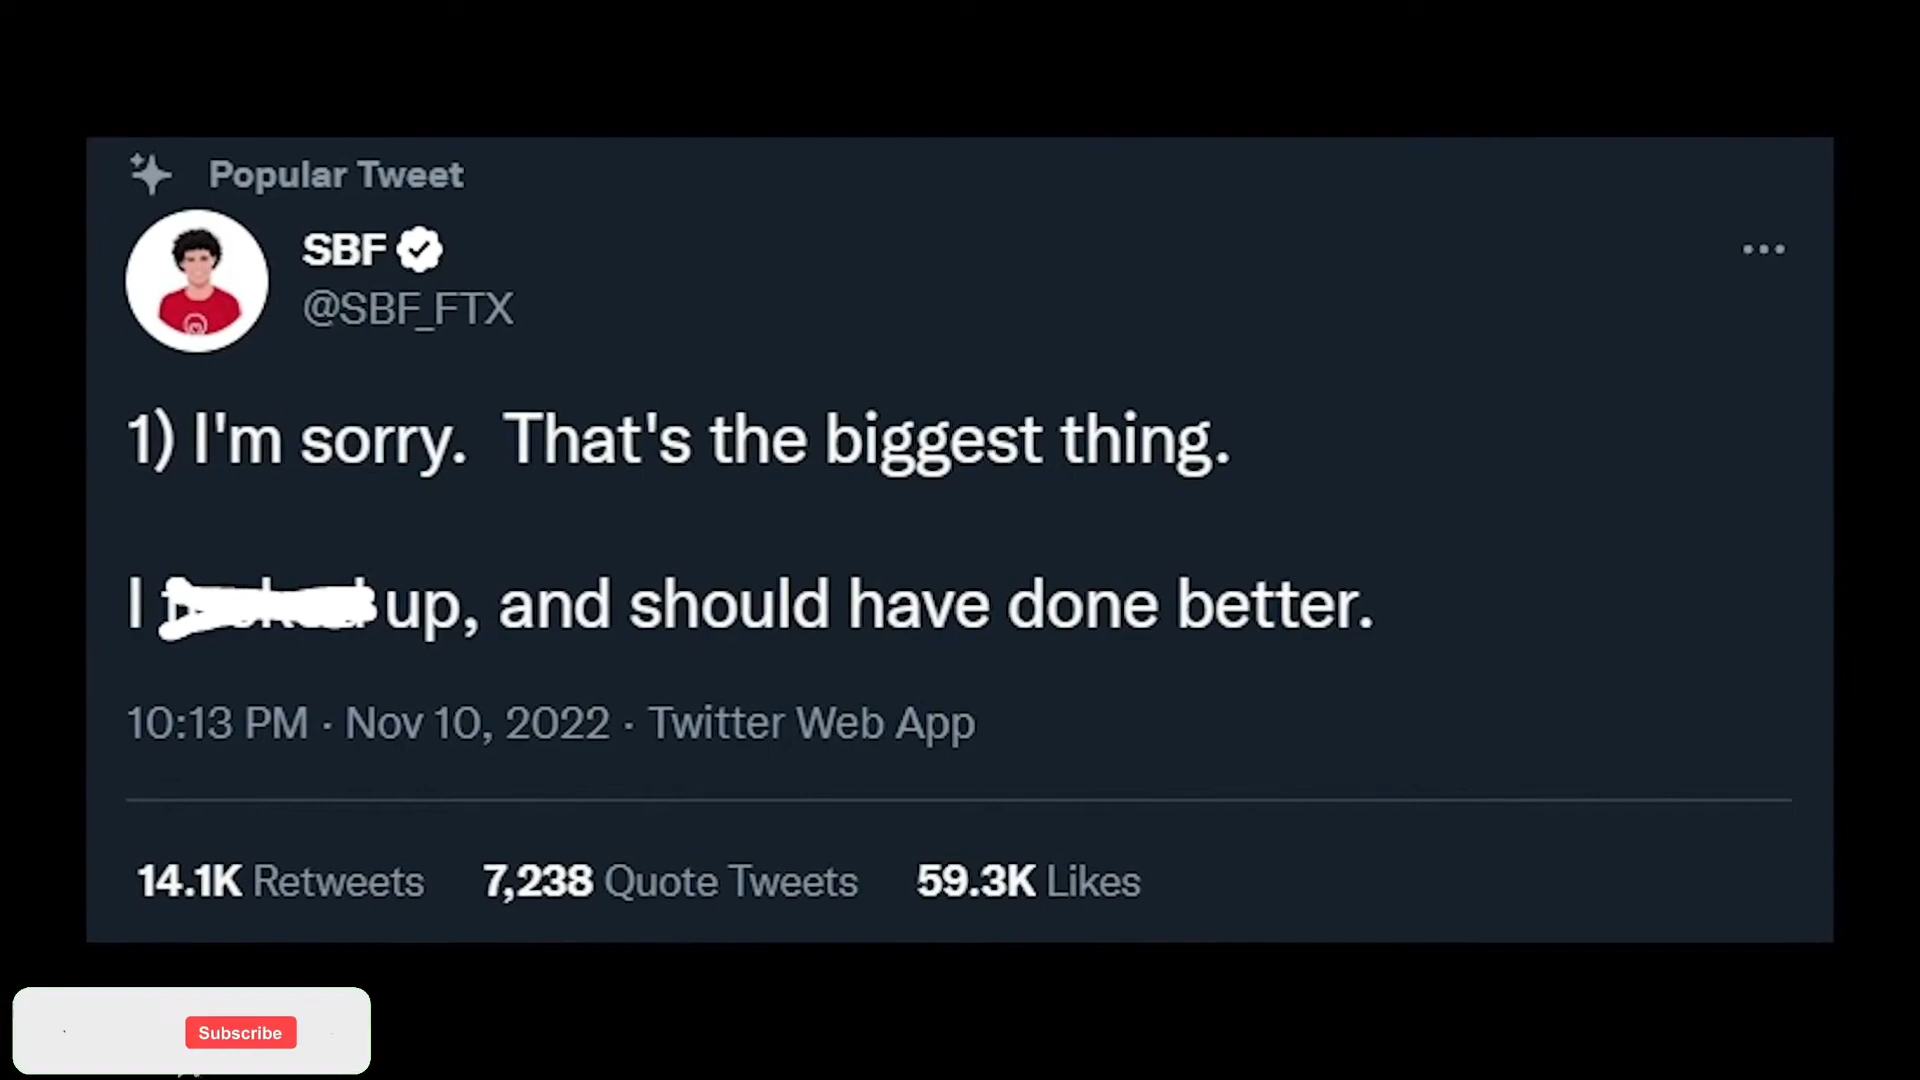 Popular Tweet
SBF
@SBF_FTX
1) I'm sorry. That's the biggest thing.
I up, and should have done better.
10:13 PM · Nov 10, 2022 · Twitter Web App
14.1K Retweets 7,238 Quote Tweets 59.3K Likes
Subscribe